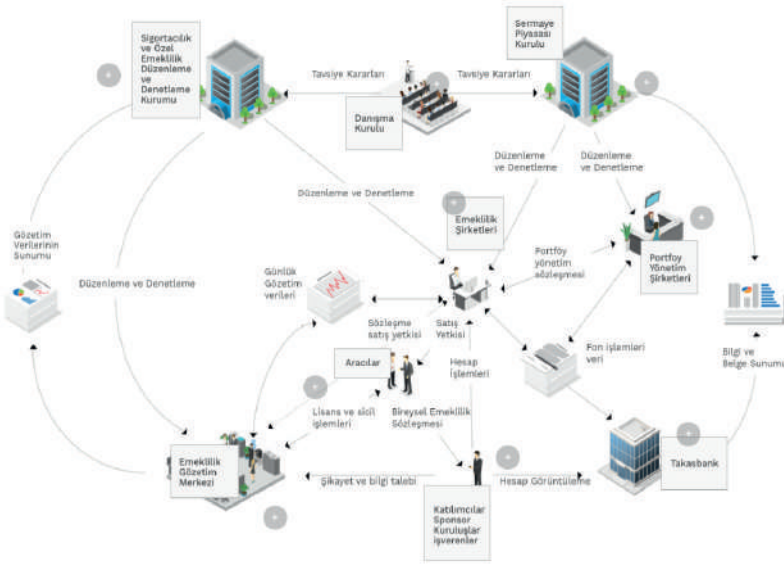 Sigortacılık
ve Özel
Emeklilik
Düzenleme
ve
Denetleme
Kurumu
Sermaye
Piyasası
Kurulu
Tavsiye Kararları
Tavsiye Kararları
Danışma
Kurulu
Düzenleme
ve Denetleme
Düzenleme
ve Denetleme
Düzenleme ve Denetleme
Emeklilik
Şirketleri
Gözetim
Verilerinin
Sunumu
Düzenleme ve Denetleme
Günlük
Gözetim
verileri
Portföy
yönetim
sözleşmesi
Portföy
Yönetim
Şirketleri
Sözleşme
satış yetkisi
Satış
Yetkisi
Aracılar
Hesap
İşlemleri
Fon işlemleri
veri
Bilgi ve
Belge Sunumu
Lisans ve sicil
işlemleri
Bireysel Emeklilik
Sözleşmesi
Emeklilik
Gözetim
Merkezi
Takasbank
Şikayet ve bilgi talebi
Hesap Görüntüleme
Katılımcılar
Sponsor
Kuruluşlar
işverenler